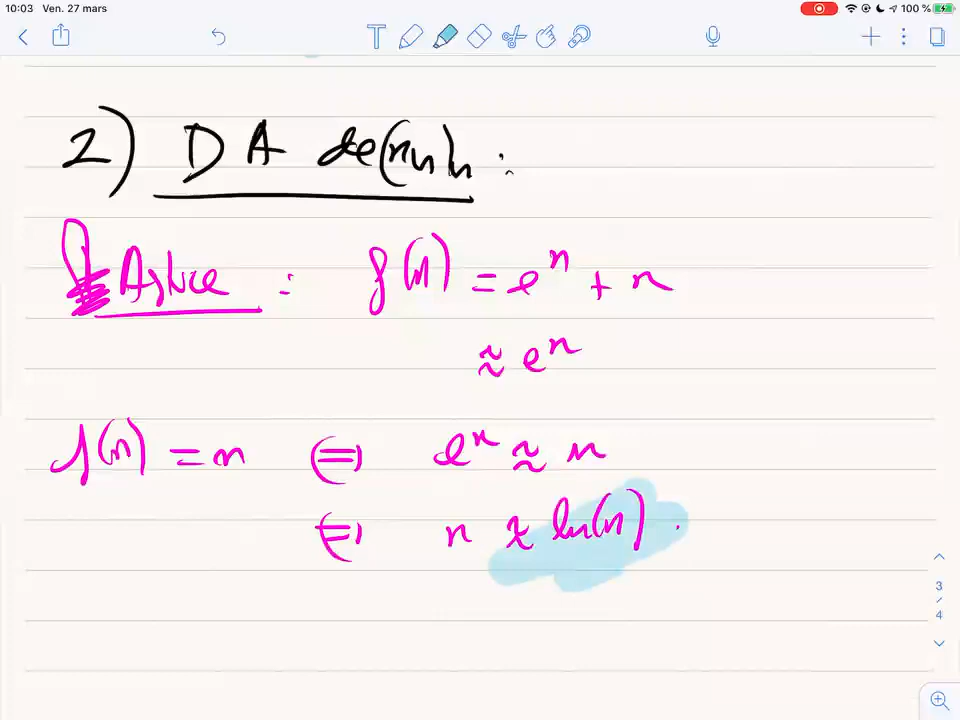 10:03 Ven. 27 mars 100 %
2) DA de (xn)n :
Astuce : f(x) = e^x + x
≈ e^x
f(x) = n ⇔ e^x ≈ n
⇔ x ≈ ln(n).
3
4